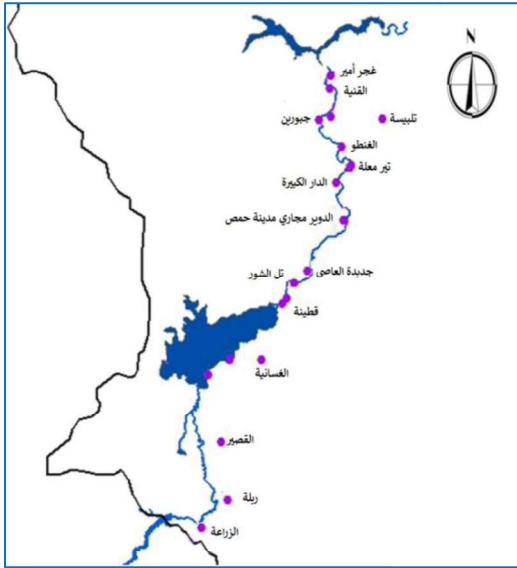 N
غجر أمير
القنية
جبورين
تلبيسة
الغنطو
تير معلة
الدار الكبيرة
الدوير مجاري مدينة حمص
جديدة العاصي
تل الشور
قطينة
الغسانية
القصير
ربلة
الزراعة